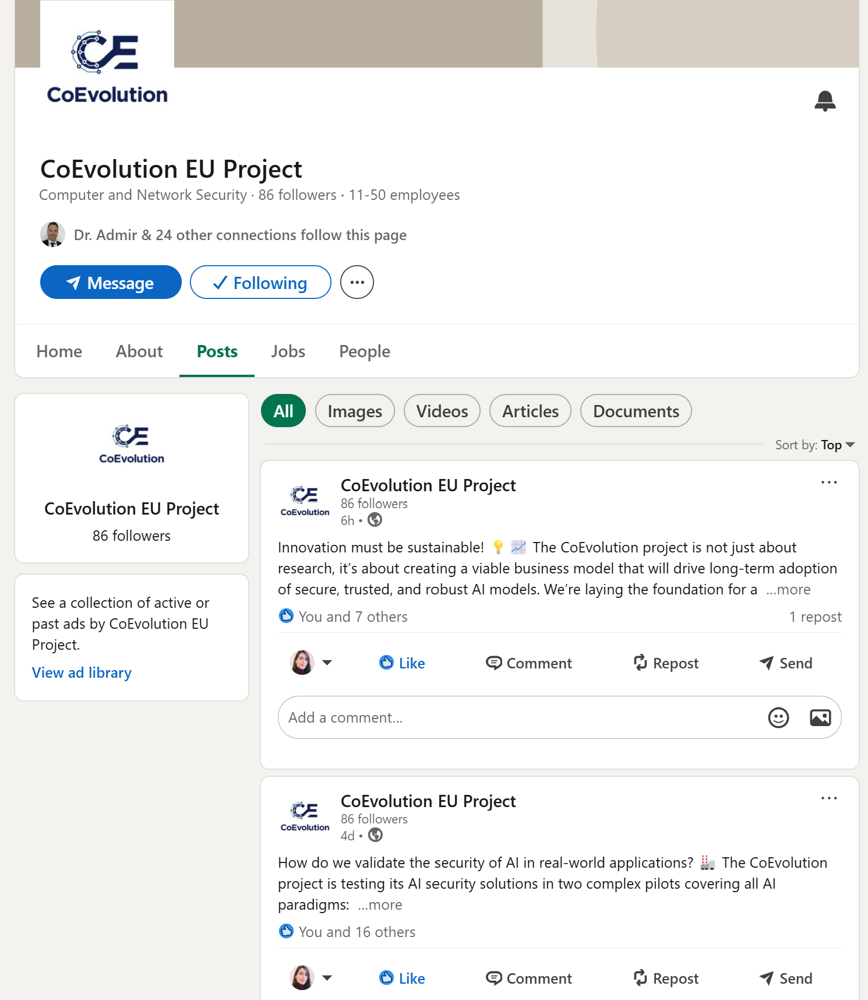 CE
CoEvolution
CoEvolution EU Project
Computer and Network Security · 86 followers · 11-50 employees
Dr. Admir & 24 other connections follow this page
Message
Following
Home
About
Posts
Jobs
People
CE
CoEvolution
CoEvolution EU Project
86 followers
See a collection of active or
past ads by CoEvolution EU
Project.
View ad library
All
Images
Videos
Articles
Documents
Sort by: Top
CE
CoEvolution
CoEvolution EU Project
86 followers
6h •
Innovation must be sustainable! 💡 📈 The CoEvolution project is not just about
research, it’s about creating a viable business model that will drive long-term adoption
of secure, trusted, and robust AI models. We’re laying the foundation for a ...more
You and 7 others
1 repost
Like
Comment
Repost
Send
Add a comment...
CE
CoEvolution
CoEvolution EU Project
86 followers
4d •
How do we validate the security of AI in real-world applications? 🏭 The CoEvolution
project is testing its AI security solutions in two complex pilots covering all AI
paradigms: ...more
You and 16 others
Like
Comment
Repost
Send